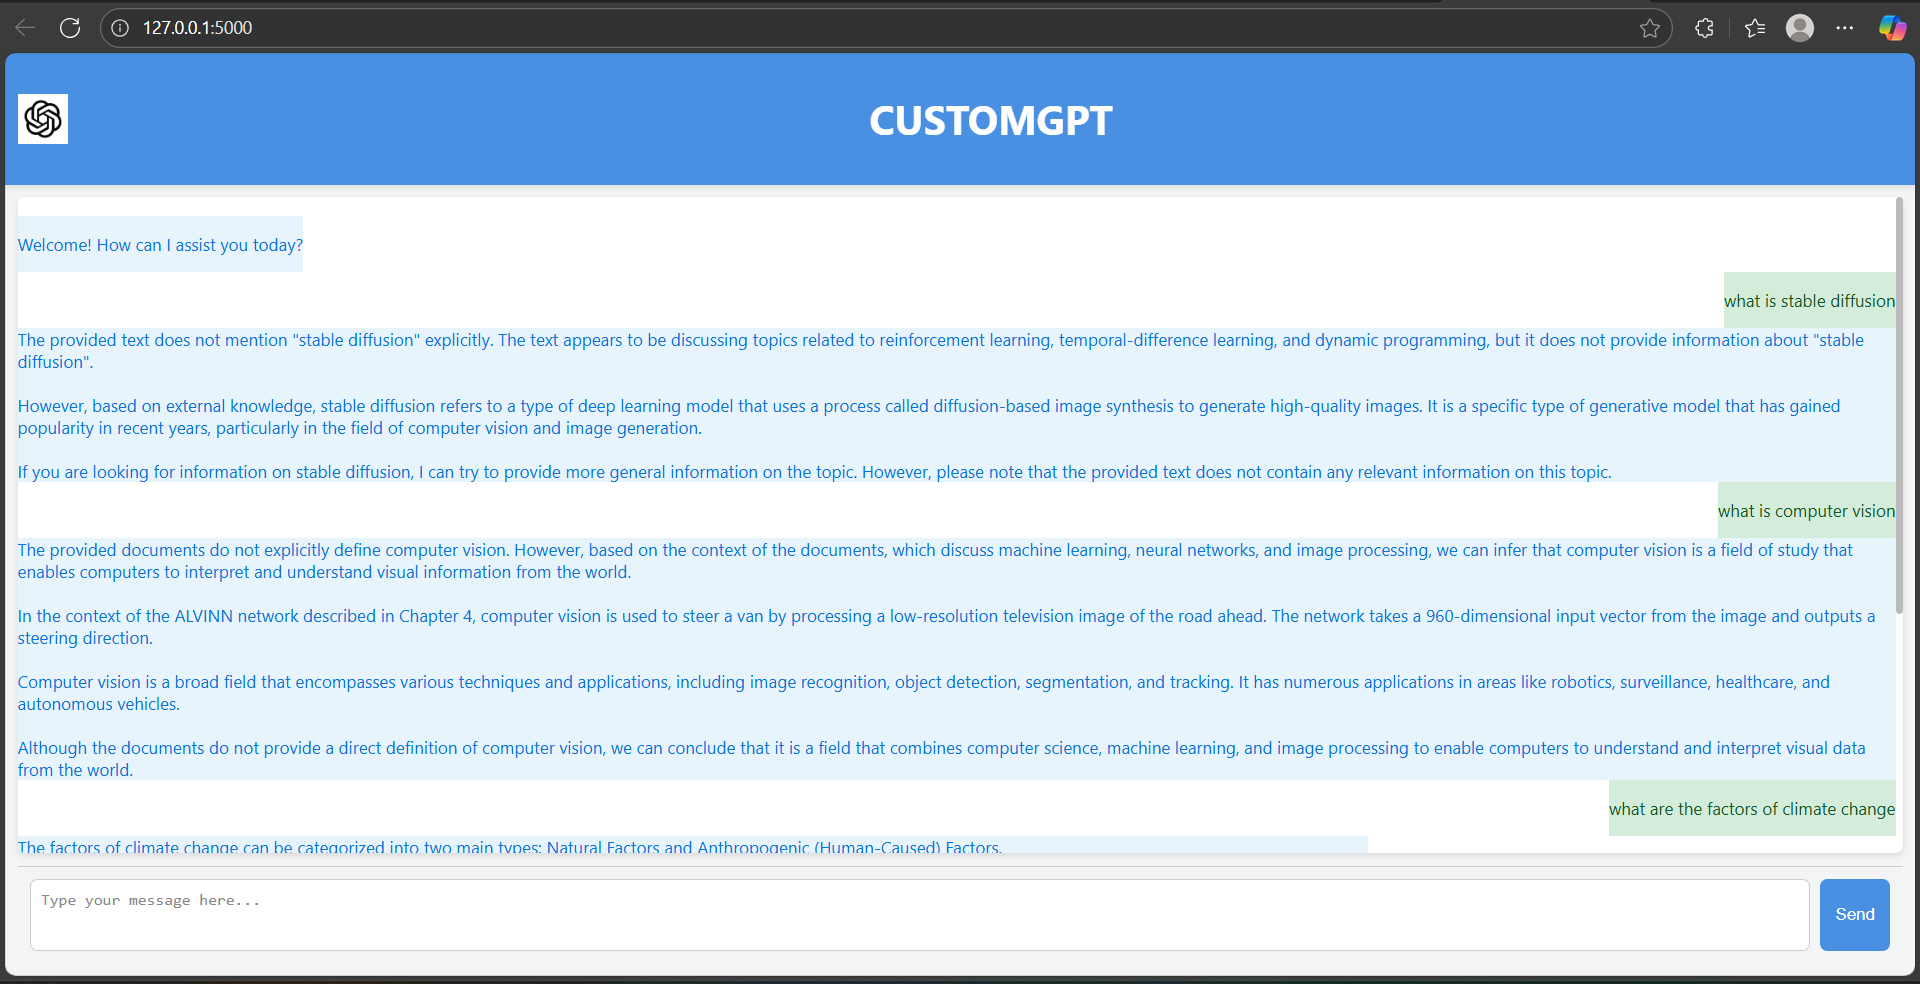 127.0.0.1:5000
CUSTOMGPT
Welcome! How can I assist you today?
what is stable diffusion
The provided text does not mention "stable diffusion" explicitly. The text appears to be discussing topics related to reinforcement learning, temporal-difference learning, and dynamic programming, but it does not provide information about "stable
diffusion".
However, based on external knowledge, stable diffusion refers to a type of deep learning model that uses a process called diffusion-based image synthesis to generate high-quality images. It is a specific type of generative model that has gained
popularity in recent years, particularly in the field of computer vision and image generation.
If you are looking for information on stable diffusion, I can try to provide more general information on the topic. However, please note that the provided text does not contain any relevant information on this topic.
what is computer vision
The provided documents do not explicitly define computer vision. However, based on the context of the documents, which discuss machine learning, neural networks, and image processing, we can infer that computer vision is a field of study that
enables computers to interpret and understand visual information from the world.
In the context of the ALVINN network described in Chapter 4, computer vision is used to steer a van by processing a low-resolution television image of the road ahead. The network takes a 960-dimensional input vector from the image and outputs a
steering direction.
Computer vision is a broad field that encompasses various techniques and applications, including image recognition, object detection, segmentation, and tracking. It has numerous applications in areas like robotics, surveillance, healthcare, and
autonomous vehicles.
Although the documents do not provide a direct definition of computer vision, we can conclude that it is a field that combines computer science, machine learning, and image processing to enable computers to understand and interpret visual data
from the world.
what are the factors of climate change
The factors of climate change can be categorized into two main types: Natural Factors and Anthropogenic (Human-Caused) Factors.
Type your message here...
Send